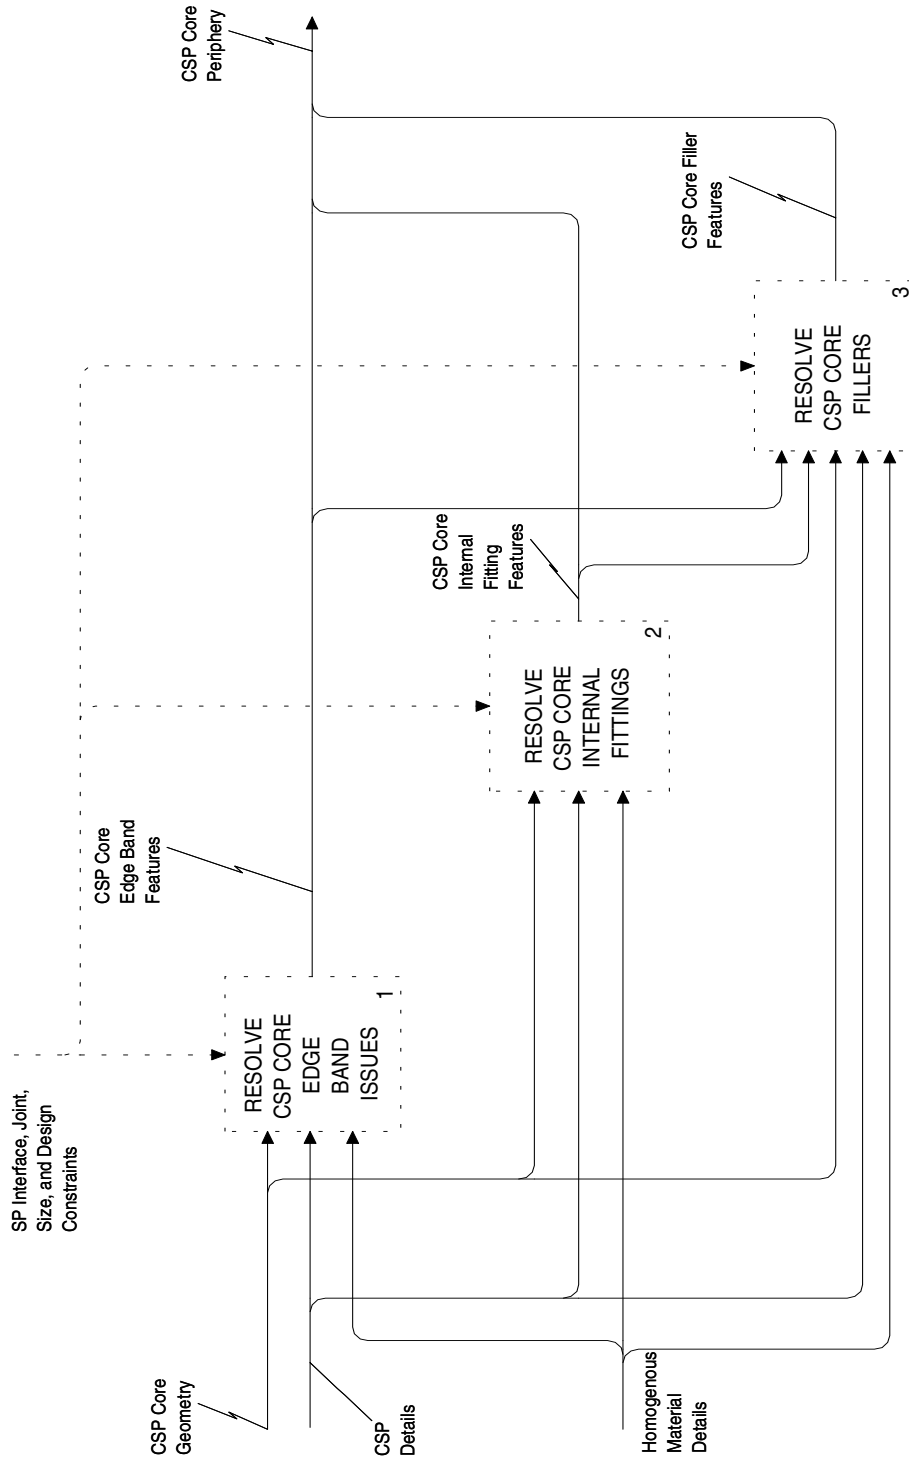 SP Interface, Joint,
Size, and Design
Constraints
CSP Core
Geometry
CSP
Details
Homogenous
Material
Details
RESOLVE
CSP CORE
EDGE
BAND
ISSUES
1
CSP Core
Edge Band
Features
RESOLVE
CSP CORE
INTERNAL
FITTINGS
2
CSP Core
Internal
Fitting
Features
RESOLVE
CSP CORE
FILLERS
3
CSP Core Filler
Features
CSP Core
Periphery